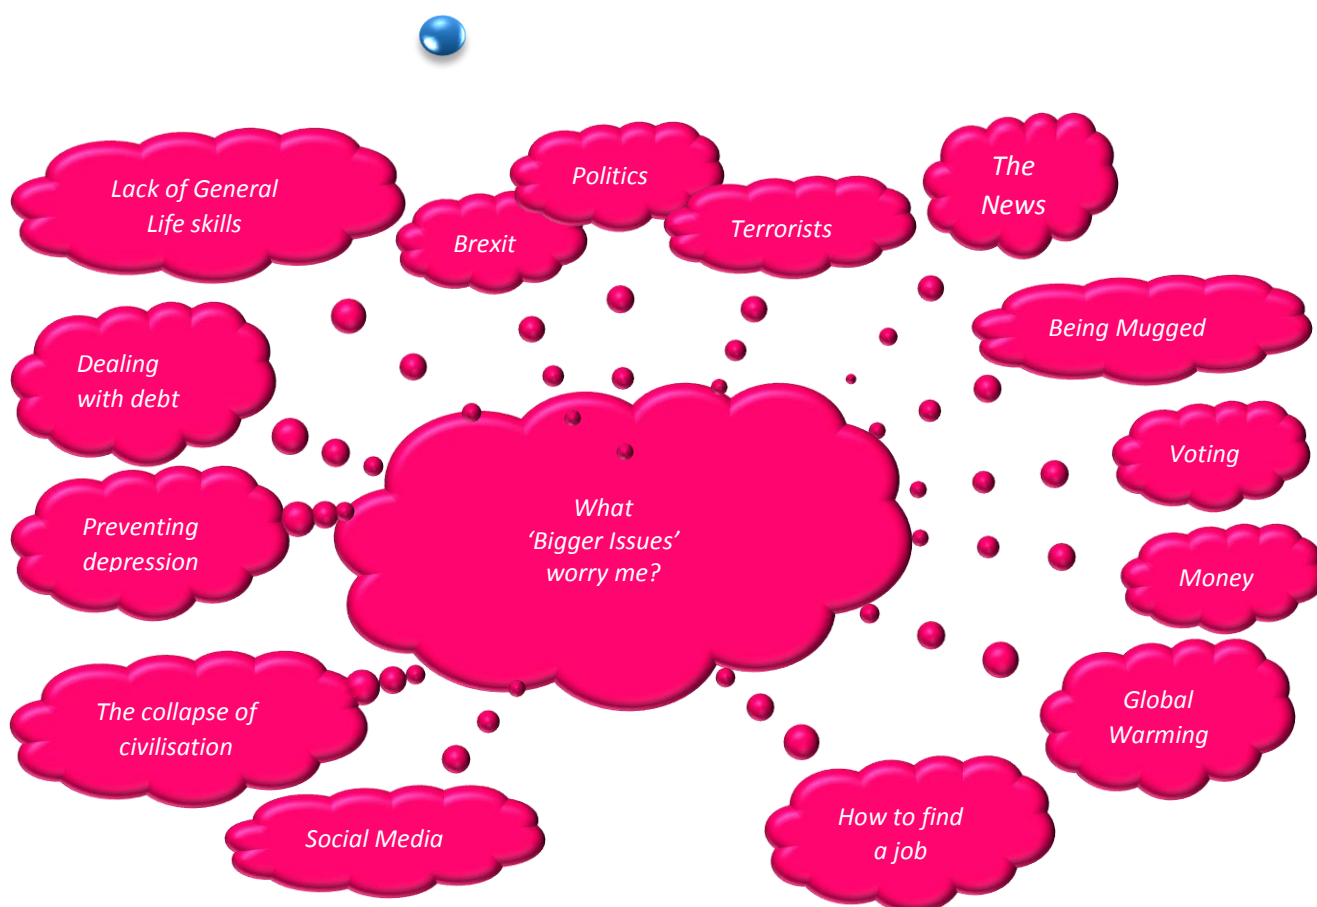 Lack of General
Life skills
Brexit
Politics
Terrorists
The
News
Being Mugged
Dealing
with debt
Voting
Preventing
depression
What
‘Bigger Issues’
worry me?
Money
Global
Warming
The collapse of
civilisation
Social Media
How to find
a job